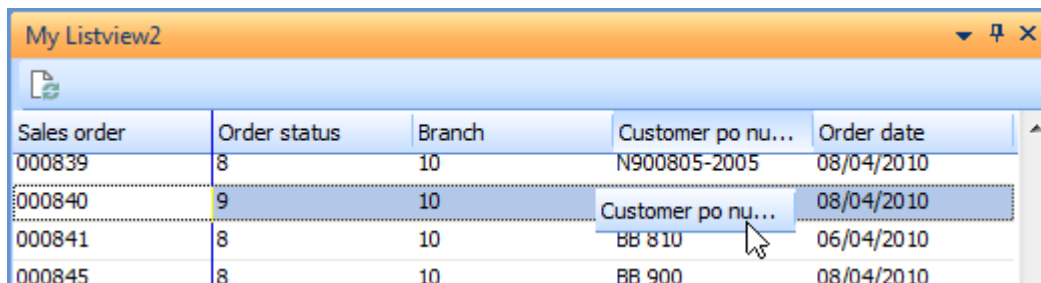 My Listview2
Sales order Order status Branch Customer po nu... Order date
000839 8 10 N900805-2005 08/04/2010
000840 9 10 Customer po nu... 08/04/2010
000841 8 10 BB 810 06/04/2010
000845 8 10 BB 900 08/04/2010